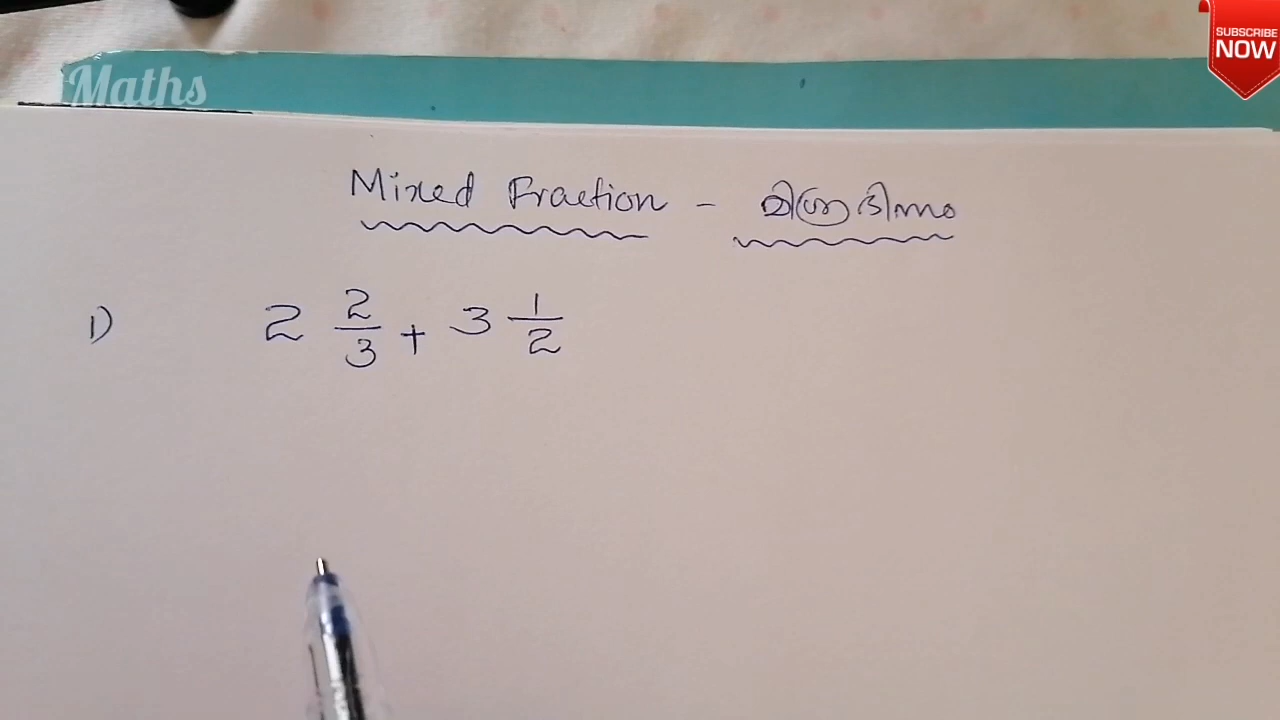 SUBSCRIBE
NOW
Maths
Mixed Fraction - മിശ്രഭിന്നം
1) 2 2/3 + 3 1/2